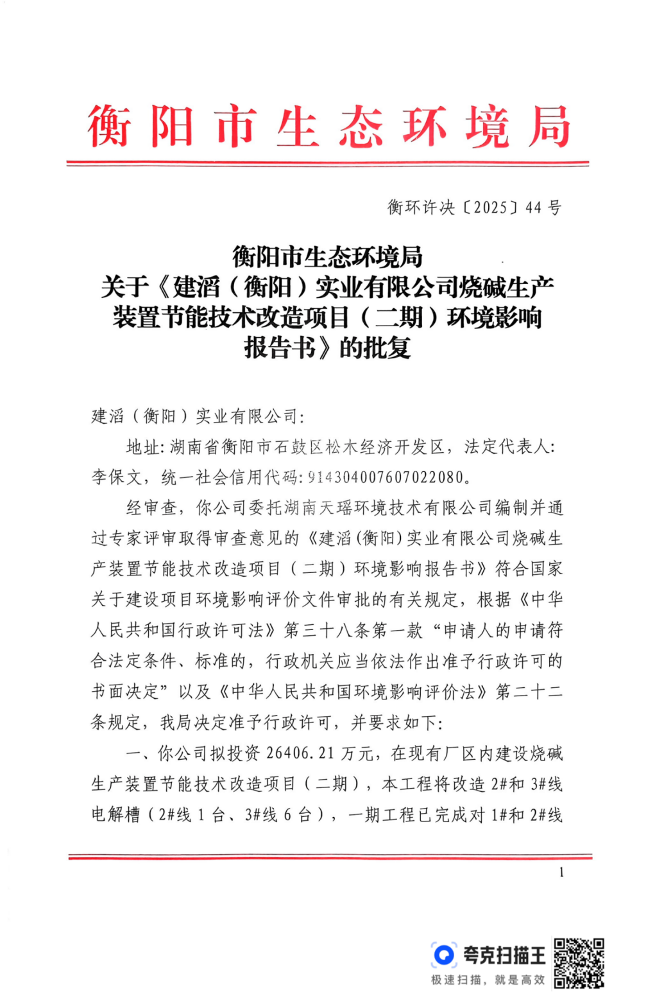 衡阳市生态环境局
衡环许决〔2025〕44 号
衡阳市生态环境局
关于《建滔（衡阳）实业有限公司烧碱生产
装置节能技术改造项目（二期）环境影响
报告书》的批复
建滔（衡阳）实业有限公司：
地址：湖南省衡阳市石鼓区松木经济开发区，法定代表人：
李保文，统一社会信用代码：914304007607022080。
经审查，你公司委托湖南天瑶环境技术有限公司编制并通
过专家评审取得审查意见的《建滔(衡阳)实业有限公司烧碱生
产装置节能技术改造项目（二期）环境影响报告书》符合国家
关于建设项目环境影响评价文件审批的有关规定，根据《中华
人民共和国行政许可法》第三十八条第一款“申请人的申请符
合法定条件、标准的，行政机关应当依法作出准予行政许可的
书面决定”以及《中华人民共和国环境影响评价法》第二十二
条规定，我局决定准予行政许可，并要求如下：
一、你公司拟投资 26406.21 万元，在现有厂区内建设烧碱
生产装置节能技术改造项目（二期），本工程将改造 2#和 3#线
电解槽（2#线 1 台、3#线 6 台），一期工程已完成对 1#和 2#线
1
夸克扫描王
极速扫描，就是高效